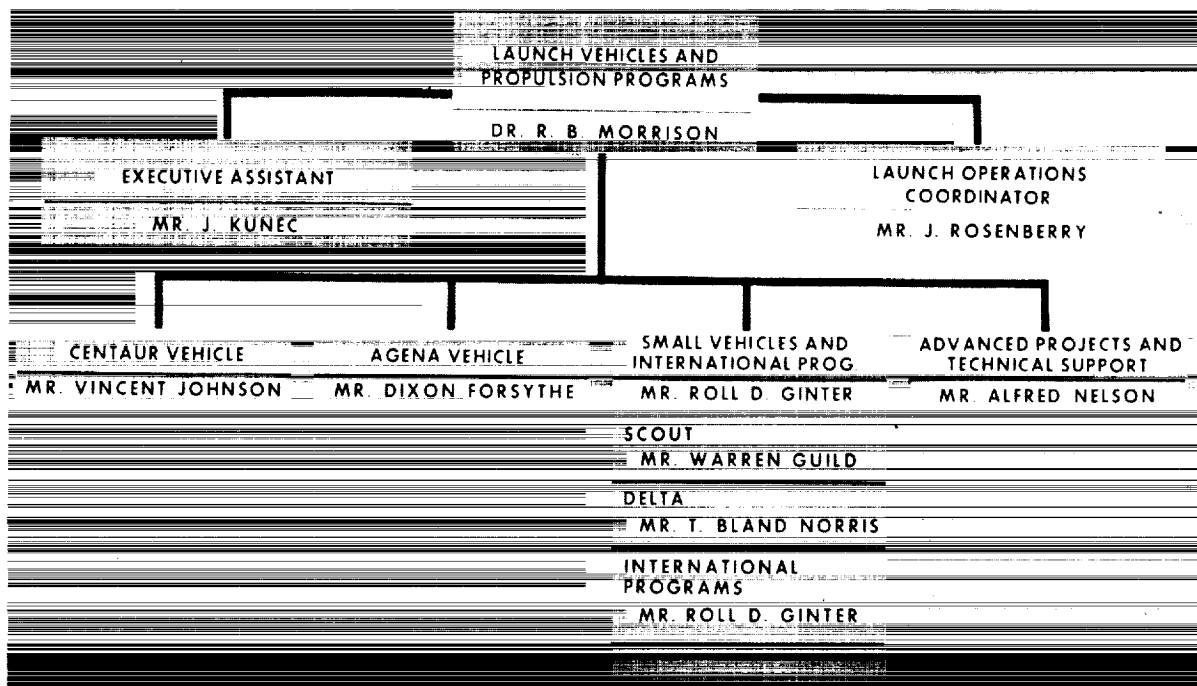 LAUNCH VEHICLES AND
PROPULSION PROGRAMS
DR. R. B. MORRISON
EXECUTIVE ASSISTANT
MR. J. KUNEC
LAUNCH OPERATIONS
COORDINATOR
MR. J. ROSENBERRY
CENTAUR VEHICLE
MR. VINCENT JOHNSON
AGENA VEHICLE
MR. DIXON FORSYTHE
SMALL VEHICLES AND
INTERNATIONAL PROG.
MR. ROLL D. GINTER
SCOUT
MR. WARREN GUILD
DELTA
MR. T. BLAND NORRIS
INTERNATIONAL
PROGRAMS
MR. ROLL D. GINTER
ADVANCED PROJECTS AND
TECHNICAL SUPPORT
MR. ALFRED NELSON